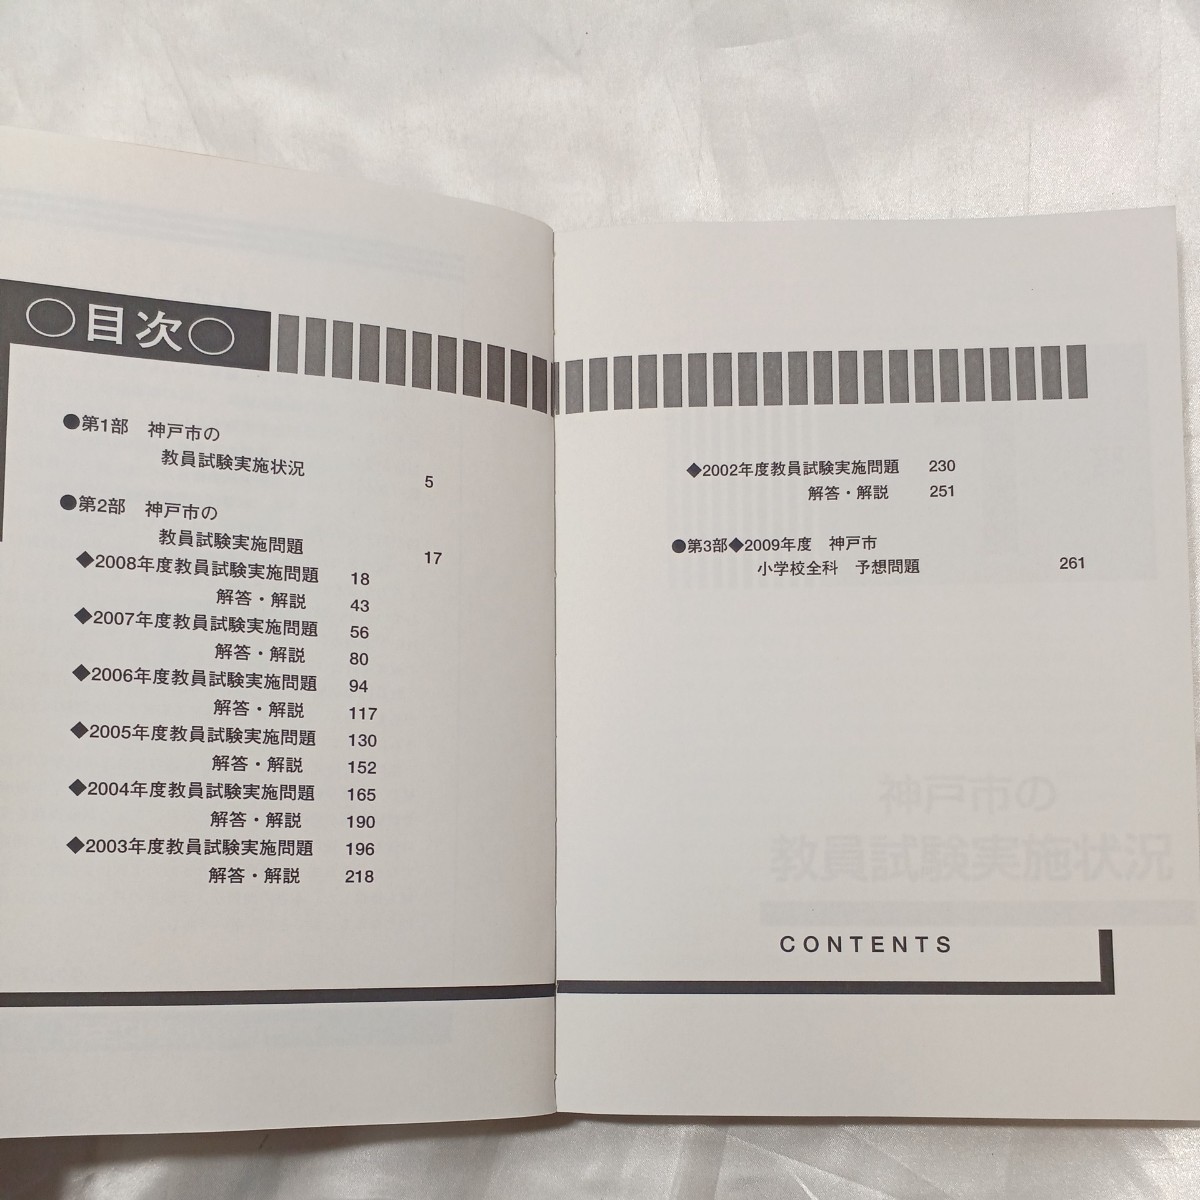 ○目次○
●第1部 神戸市の
教員試験実施状況 5
●第2部 神戸市の
教員試験実施問題 17
◆2008年度教員試験実施問題 18
解答・解説 43
◆2007年度教員試験実施問題 56
解答・解説 80
◆2006年度教員試験実施問題 94
解答・解説 117
◆2005年度教員試験実施問題 130
解答・解説 152
◆2004年度教員試験実施問題 165
解答・解説 190
◆2003年度教員試験実施問題 196
解答・解説 218
◆2002年度教員試験実施問題 230
解答・解説 251
●第3部◆2009年度 神戸市
小学校全科 予想問題 261
神戸市の
教員試験実施状況
CONTENTS